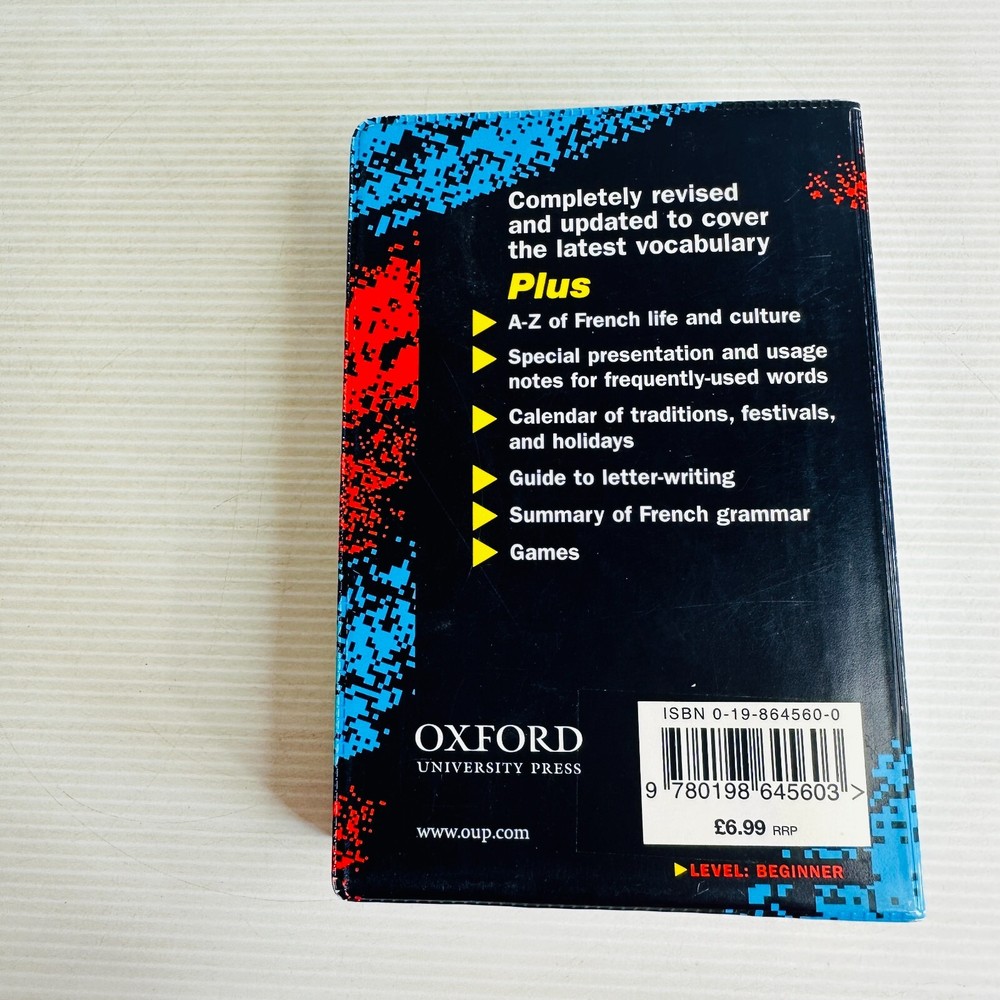 Completely revised
and updated to cover
the latest vocabulary
Plus
A-Z of French life and culture
Special presentation and usage
notes for frequently-used words
Calendar of traditions, festivals,
and holidays
Guide to letter-writing
Summary of French grammar
Games
OXFORD
UNIVERSITY PRESS
www.oup.com
ISBN 0-19-864560-0
9 780198 645603 >
£6.99 RRP
LEVEL: BEGINNER